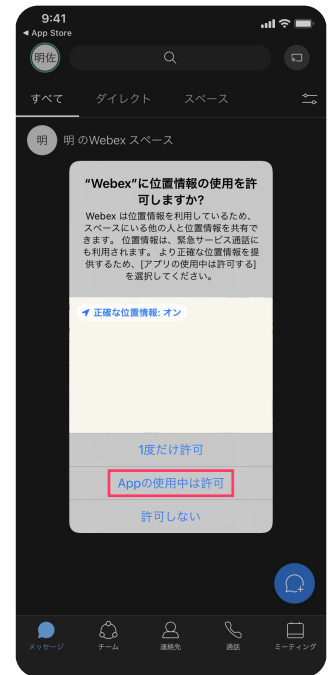 9:41
◀ App Store
明佐
すべて
ダイレクト
スペース
明
明 のWebex スペース
“Webex”に位置情報の使用を許
可しますか?
Webex は位置情報を利用しているため、
スペースにいる他の人と位置情報を共有で
きます。 位置情報は、緊急サービス通話に
も利用されます。 より正確な位置情報を提
供するため、[アプリの使用中は許可する]
を選択してください。
正確な位置情報: オン
1度だけ許可
Appの使用中は許可
許可しない
メッセージ
チーム
連絡先
通話
ミーティング